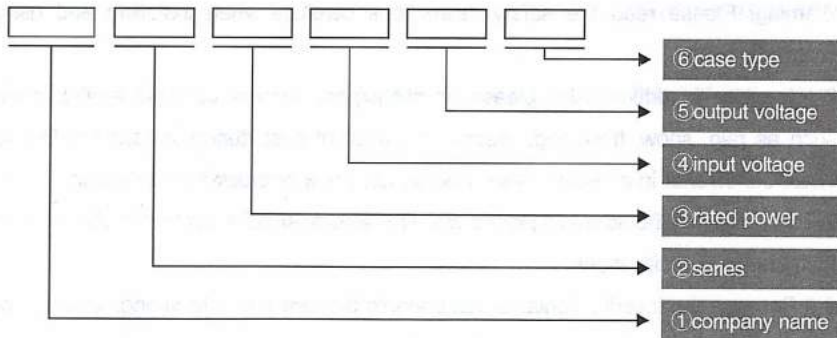 ⑥case type
⑤output voltage
④input voltage
③rated power
②series
①company name